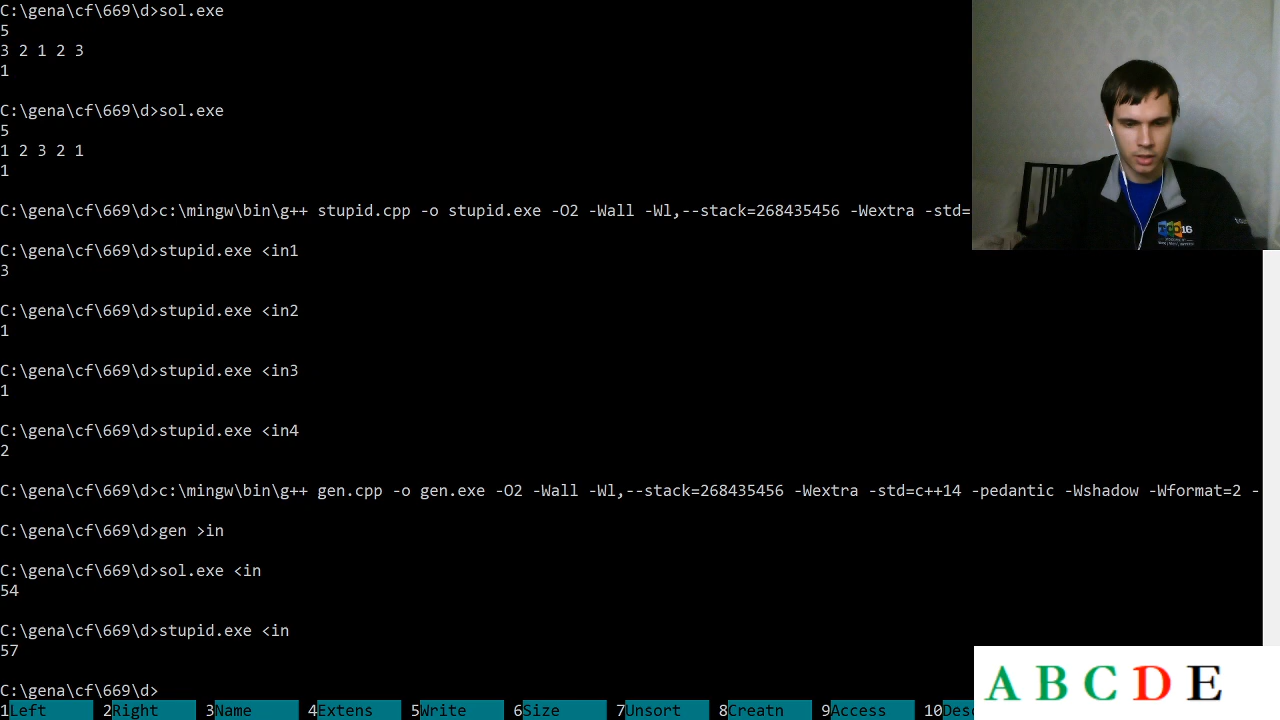 C:\gena\cf\669\d>sol.exe
5
3 2 1 2 3
1
C:\gena\cf\669\d>sol.exe
5
1 2 3 2 1
1
C:\gena\cf\669\d>c:\mingw\bin\g++ stupid.cpp -o stupid.exe -O2 -Wall -Wl,--stack=268435456 -Wextra -std=
C:\gena\cf\669\d>stupid.exe <in1
3
C:\gena\cf\669\d>stupid.exe <in2
1
C:\gena\cf\669\d>stupid.exe <in3
1
C:\gena\cf\669\d>stupid.exe <in4
2
C:\gena\cf\669\d>c:\mingw\bin\g++ gen.cpp -o gen.exe -O2 -Wall -Wl,--stack=268435456 -Wextra -std=c++14 -pedantic -Wshadow -Wformat=2 -
C:\gena\cf\669\d>gen >in
C:\gena\cf\669\d>sol.exe <in
54
C:\gena\cf\669\d>stupid.exe <in
57
C:\gena\cf\669\d>
A B C D E
1Left 2Right 3Name 4Extens 5Write 6Size 7Unsort 8Creatn 9Access 10Desc